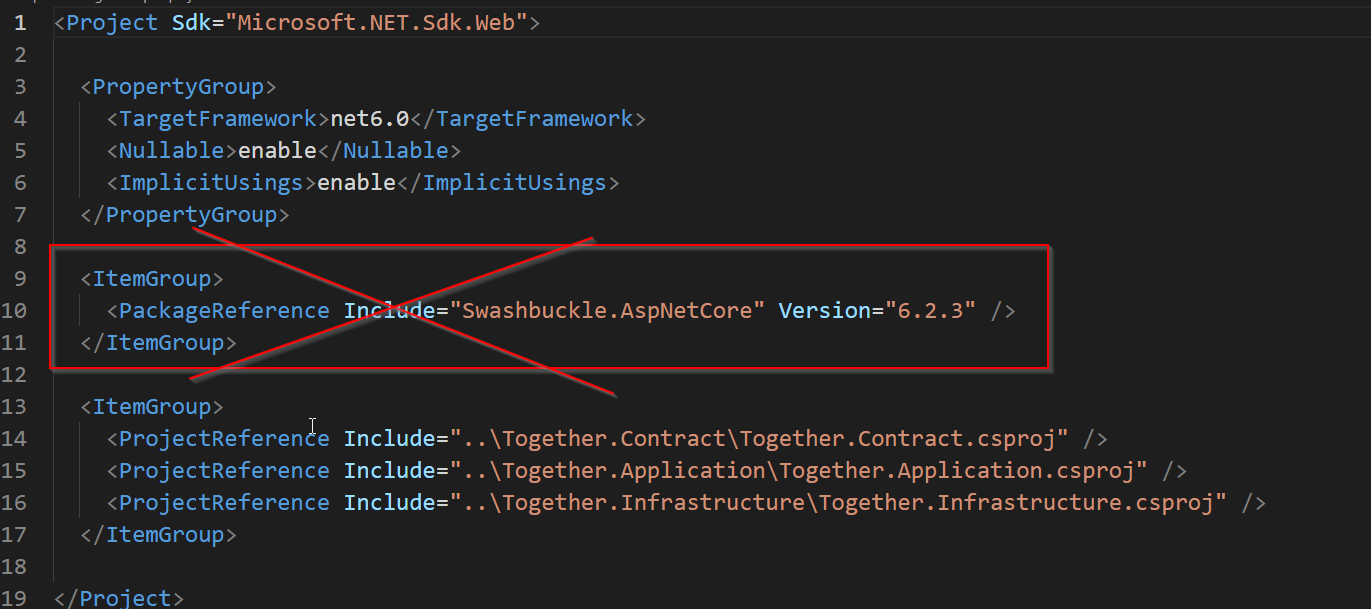 1 <Project Sdk="Microsoft.NET.Sdk.Web">
2
3 <PropertyGroup>
4 <TargetFramework>net6.0</TargetFramework>
5 <Nullable>enable</Nullable>
6 <ImplicitUsings>enable</ImplicitUsings>
7 </PropertyGroup>
8
9 <ItemGroup>
10 <PackageReference Include="Swashbuckle.AspNetCore" Version="6.2.3" />
11 </ItemGroup>
12
13 <ItemGroup>
14 <ProjectReference Include="..\Together.Contract\Together.Contract.csproj" />
15 <ProjectReference Include="..\Together.Application\Together.Application.csproj" />
16 <ProjectReference Include="..\Together.Infrastructure\Together.Infrastructure.csproj" />
17 </ItemGroup>
18
19 </Project>